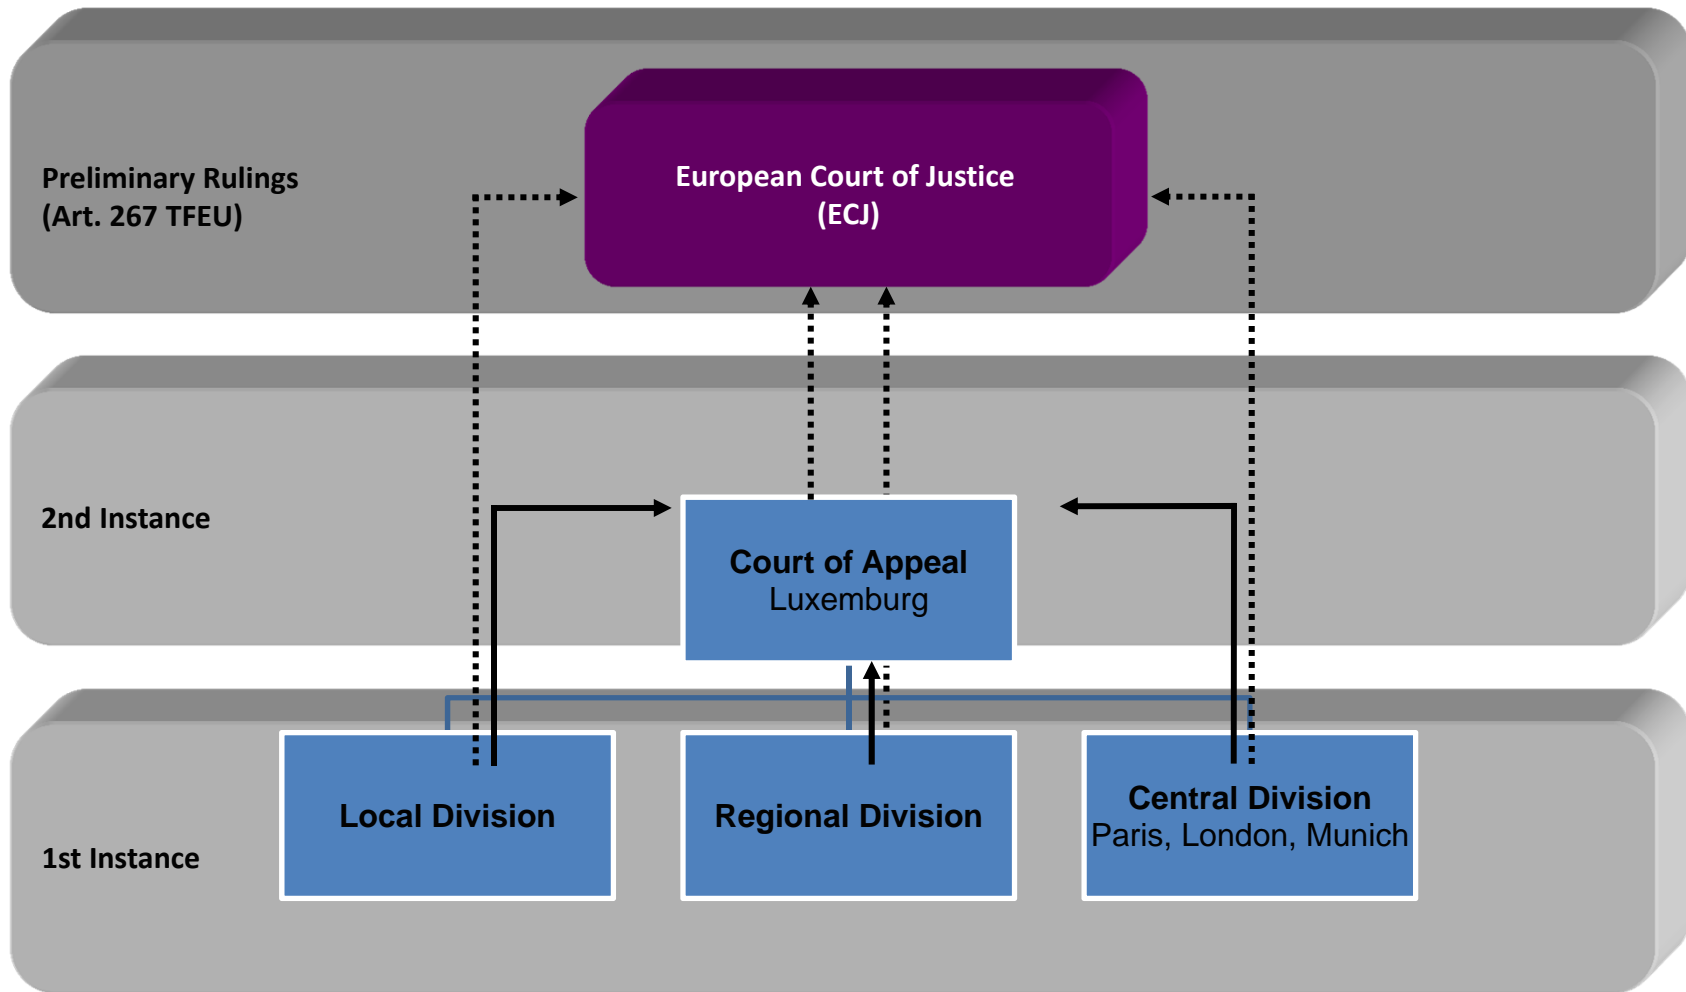 Preliminary Rulings
(Art. 267 TFEU)
European Court of Justice
(ECJ)
2nd Instance
Court of Appeal
Luxemburg
1st Instance
Local Division
Regional Division
Central Division
Paris, London, Munich